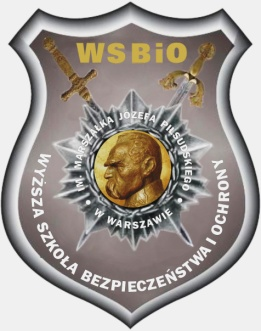 WSBiO
IM. MARSZAŁKA JÓZEFA PIŁSUDSKIEGO
• W WARSZAWIE •
WYŻSZA SZKOŁA BEZPIECZEŃSTWA I OCHRONY